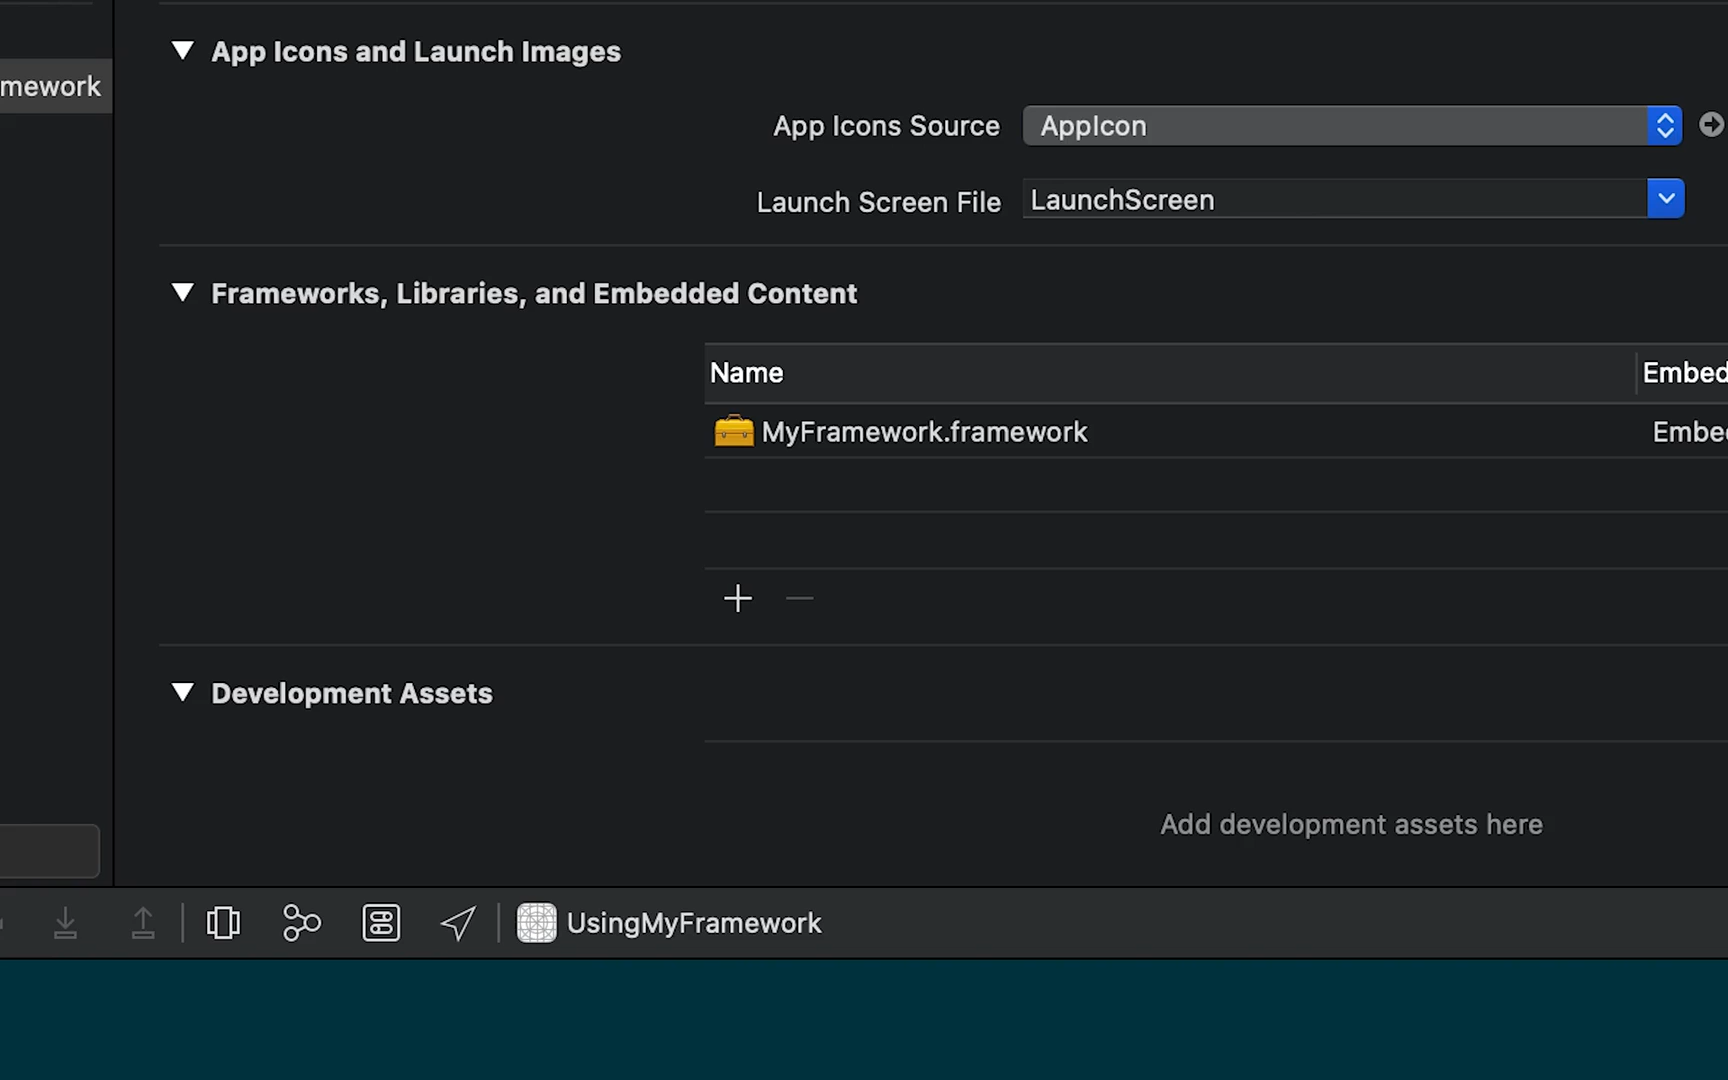 App Icons and Launch Images
mework
App Icons Source AppIcon
Launch Screen File LaunchScreen
Frameworks, Libraries, and Embedded Content
Name Embed
MyFramework.framework Embe
Development Assets
Add development assets here
UsingMyFramework